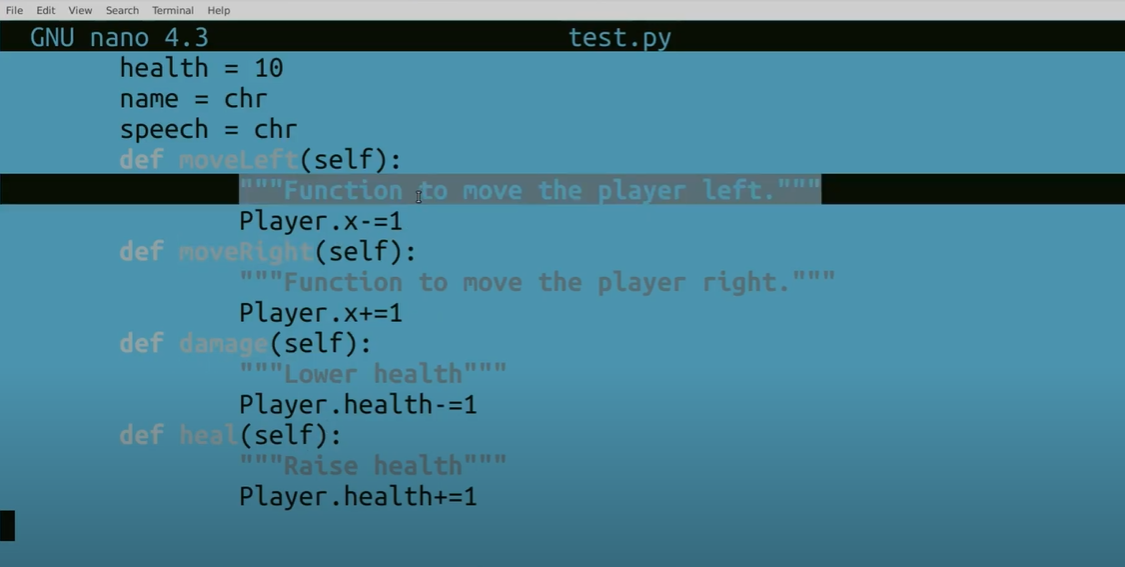 File Edit View Search Terminal Help
GNU nano 4.3 test.py
health = 10
name = chr
speech = chr
def moveLeft(self):
"""Function to move the player left."""
Player.x-=1
def moveRight(self):
"""Function to move the player right."""
Player.x+=1
def damage(self):
"""Lower health"""
Player.health-=1
def heal(self):
"""Raise health"""
Player.health+=1